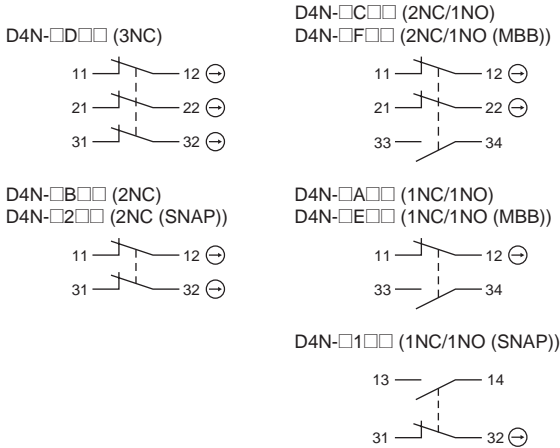 D4N-□D□□ (3NC)
11 12 ⊖
21 22 ⊖
31 32 ⊖
D4N-□C□□ (2NC/1NO)
D4N-□F□□ (2NC/1NO (MBB))
11 12 ⊖
21 22 ⊖
33 34
D4N-□B□□ (2NC)
D4N-□2□□ (2NC (SNAP))
11 12 ⊖
31 32 ⊖
D4N-□A□□ (1NC/1NO)
D4N-□E□□ (1NC/1NO (MBB))
11 12 ⊖
33 34
D4N-□1□□ (1NC/1NO (SNAP))
13 14
31 32 ⊖